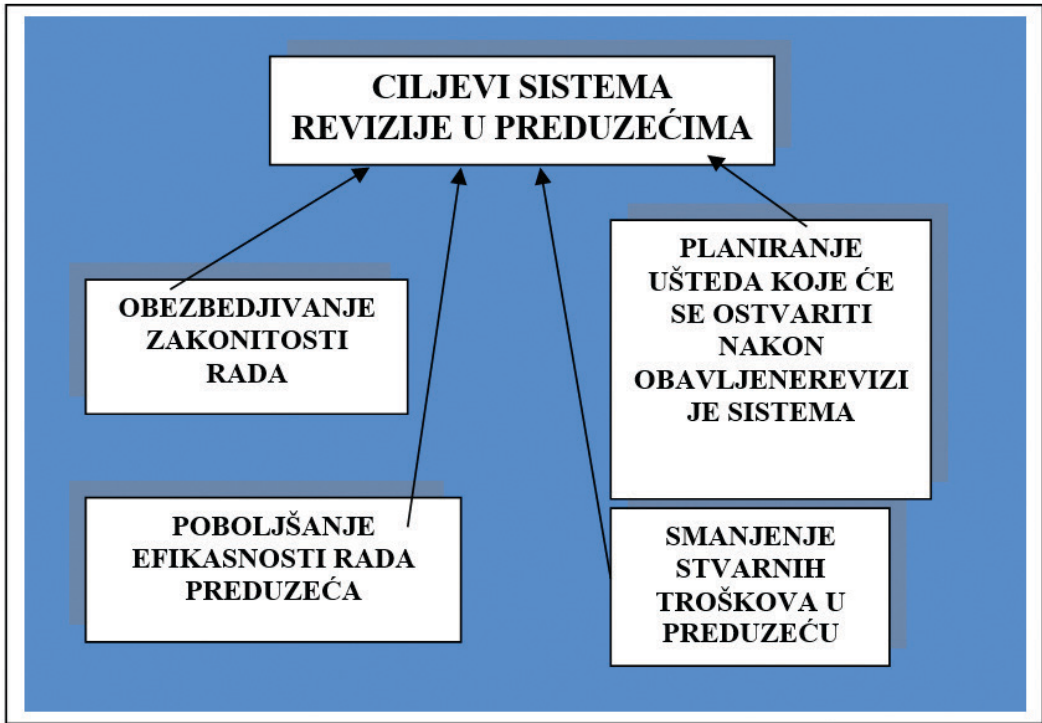 CILJEVI SISTEMA
REVIZIJE U PREDUZEĆIMA
OBEZBEDJIVANJE
ZAKONITOSTI
RADA
PLANIRANJE
UŠTEDA KOJE ĆE
SE OSTVARITI
NAKON
OBAVLJENEREVIZI
JE SISTEMA
POBOLJŠANJE
EFIKASNOSTI RADA
PREDUZEĆA
SMANJENJE
STVARNIH
TROŠKOVA U
PREDUZEĆU